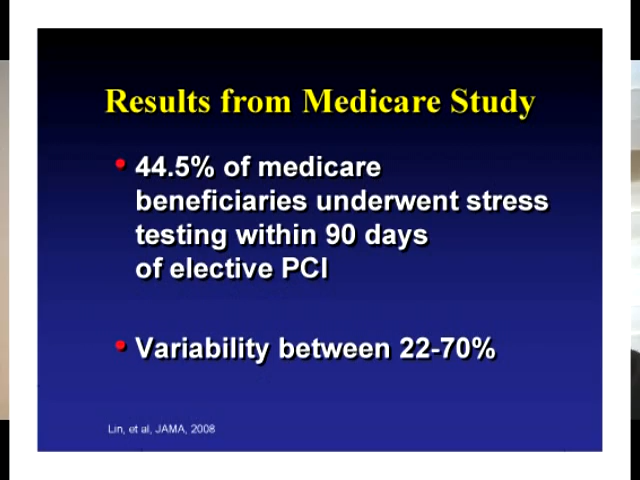 Results from Medicare Study
• 44.5% of medicare
beneficiaries underwent stress
testing within 90 days
of elective PCI
• Variability between 22-70%
Lin, et al, JAMA, 2008